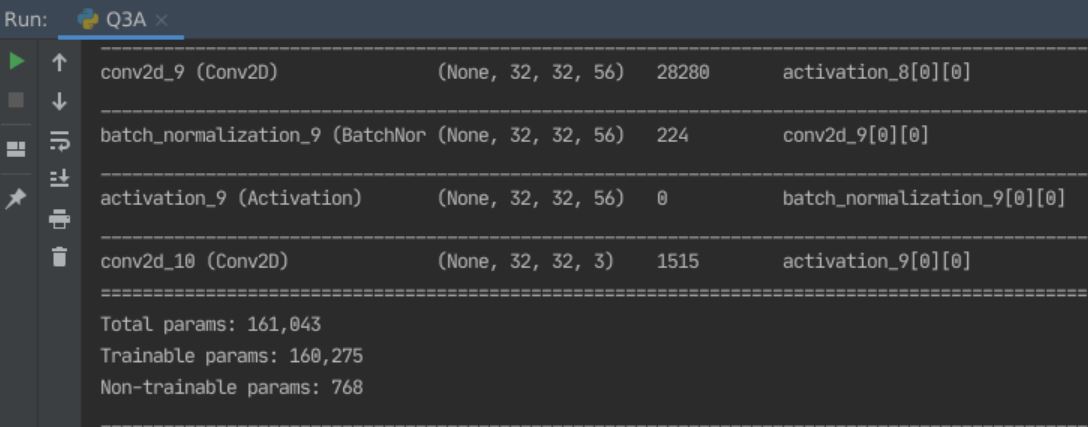 Run: Q3A
conv2d_9 (Conv2D) (None, 32, 32, 56) 28280 activation_8[0][0]
batch_normalization_9 (BatchNor (None, 32, 32, 56) 224 conv2d_9[0][0]
activation_9 (Activation) (None, 32, 32, 56) 0 batch_normalization_9[0][0]
conv2d_10 (Conv2D) (None, 32, 32, 3) 1515 activation_9[0][0]
Total params: 161,043
Trainable params: 160,275
Non-trainable params: 768